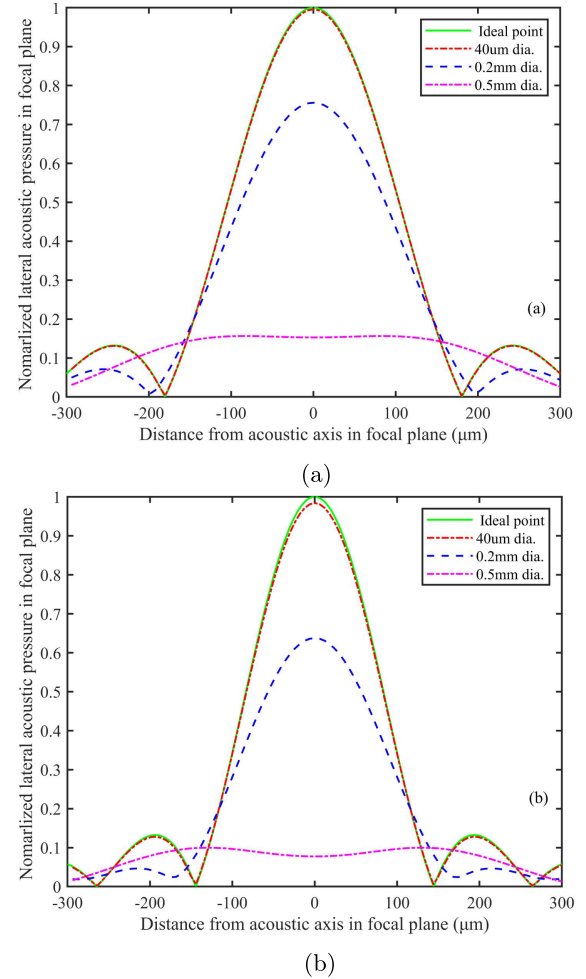 Nomarlized lateral acoustic pressure in focal plane
1
0.9
0.8
0.7
0.6
0.5
0.4
0.3
0.2
0.1
0
Ideal point
40um dia.
0.2mm dia.
0.5mm dia.
(a)
-300 -200 -100 0 100 200 300
Distance from acoustic axis in focal plane (μm)
(a)
Nomarlized lateral acoustic pressure in focal plane
1
0.9
0.8
0.7
0.6
0.5
0.4
0.3
0.2
0.1
0
Ideal point
40um dia.
0.2mm dia.
0.5mm dia.
(b)
-300 -200 -100 0 100 200 300
Distance from acoustic axis in focal plane (μm)
(b)